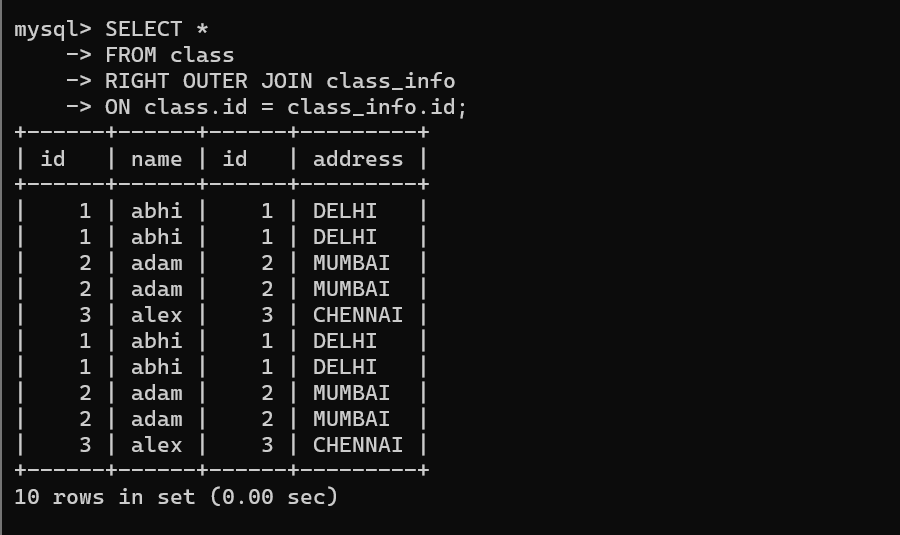 mysql> SELECT *
    -> FROM class
    -> RIGHT OUTER JOIN class_info
    -> ON class.id = class_info.id;
+------+------+------+---------+
| id   | name | id   | address |
+------+------+------+---------+
|    1 | abhi |    1 | DELHI   |
|    1 | abhi |    1 | DELHI   |
|    2 | adam |    2 | MUMBAI  |
|    2 | adam |    2 | MUMBAI  |
|    3 | alex |    3 | CHENNAI |
|    1 | abhi |    1 | DELHI   |
|    1 | abhi |    1 | DELHI   |
|    2 | adam |    2 | MUMBAI  |
|    2 | adam |    2 | MUMBAI  |
|    3 | alex |    3 | CHENNAI |
+------+------+------+---------+
10 rows in set (0.00 sec)